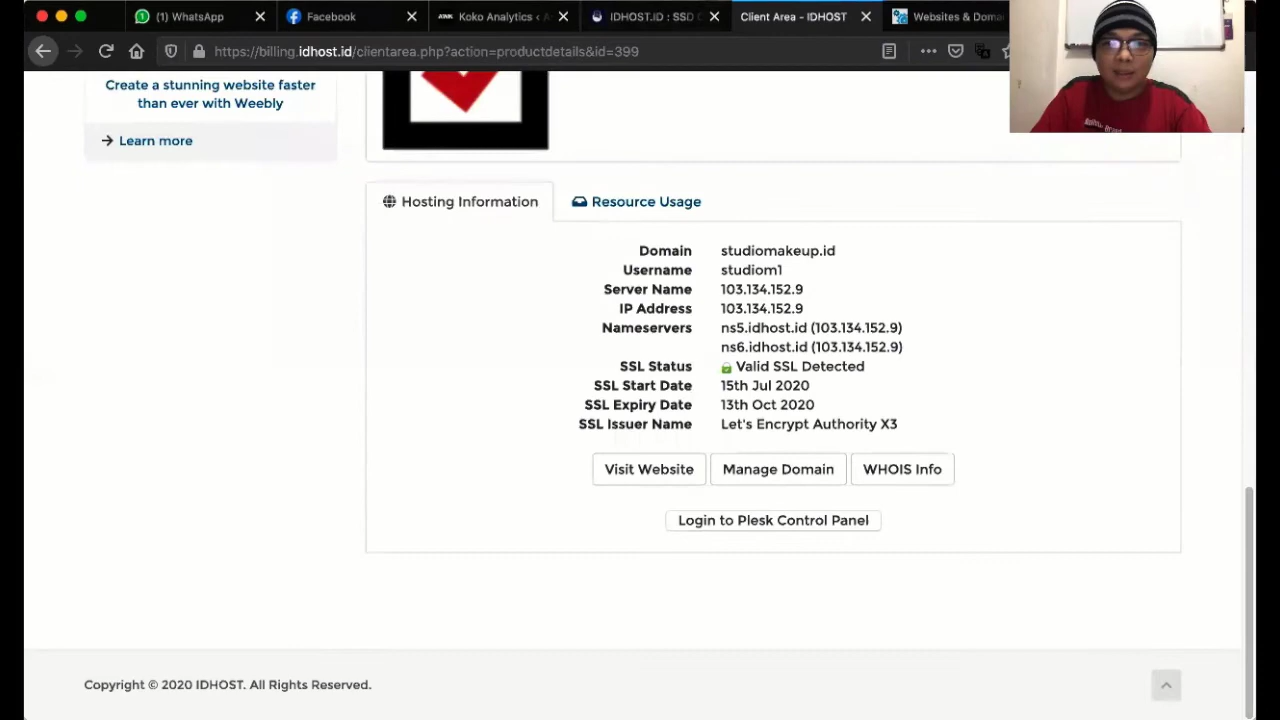 (1) WhatsApp
Facebook
Koko Analytics
IDHOST.ID : SSD
Client Area - IDHOST
Websites & Doma
https://billing.idhost.id/clientarea.php?action=productdetails&id=399
Create a stunning website faster
than ever with Weebly
Learn more
Hosting Information
Resource Usage
Domain studiomakeup.id
Username studiom1
Server Name 103.134.152.9
IP Address 103.134.152.9
Nameservers ns5.idhost.id (103.134.152.9)
ns6.idhost.id (103.134.152.9)
SSL Status Valid SSL Detected
SSL Start Date 15th Jul 2020
SSL Expiry Date 13th Oct 2020
SSL Issuer Name Let's Encrypt Authority X3
Visit Website
Manage Domain
WHOIS Info
Login to Plesk Control Panel
Copyright © 2020 IDHOST. All Rights Reserved.